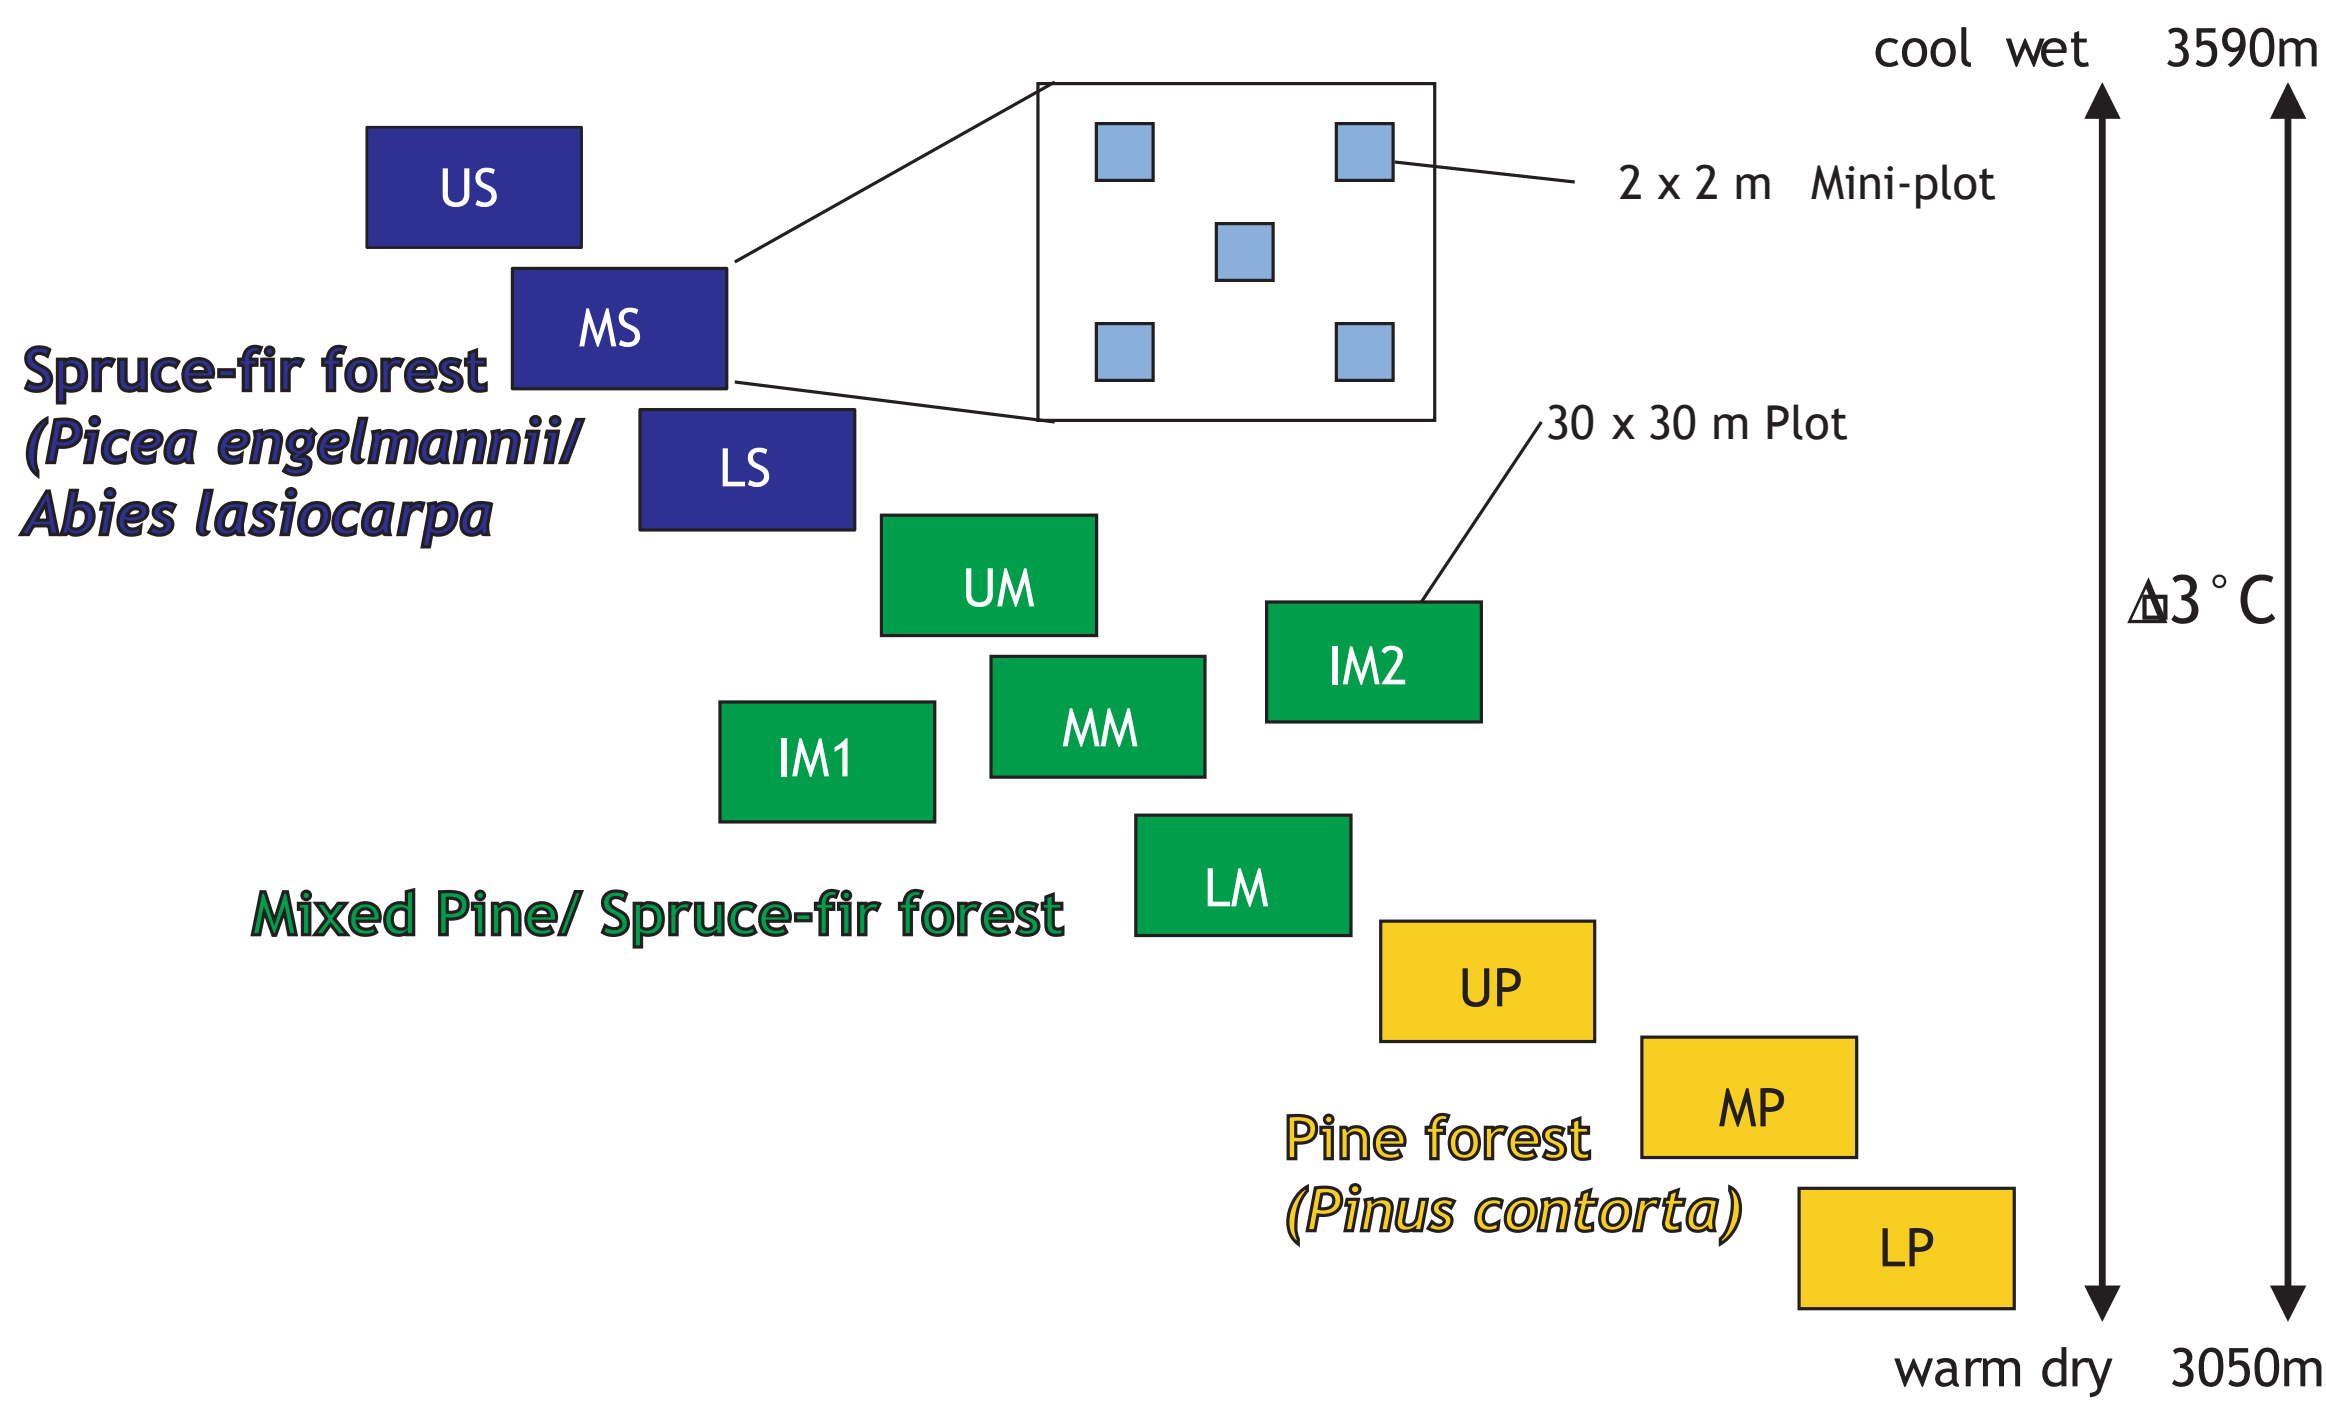 cool wet 3590m
US
2 x 2 m Mini-plot
MS
Spruce-fir forest
(Picea engelmannii/
Abies lasiocarpa
30 x 30 m Plot
LS
UM
Δ3°C
IM2
MM
IM1
LM
Mixed Pine/ Spruce-fir forest
UP
MP
Pine forest
(Pinus contorta)
LP
warm dry 3050m